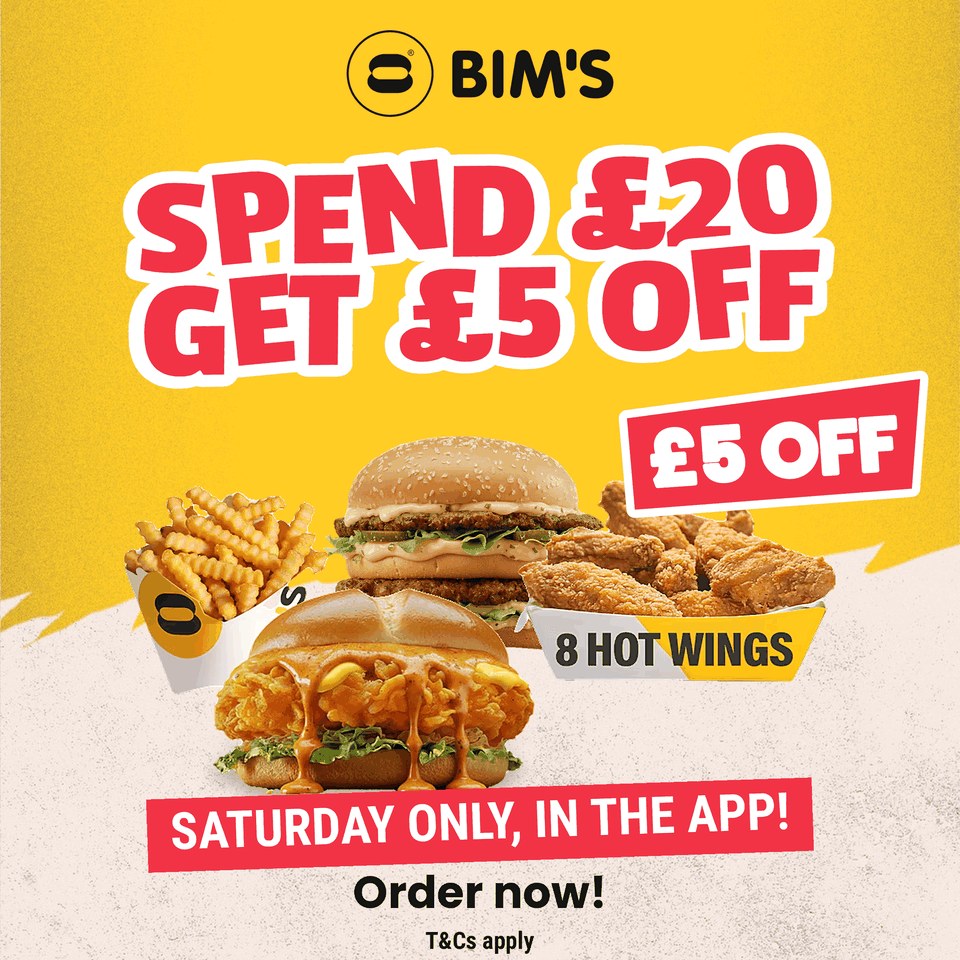 BIM'S
SPEND £20
GET £5 OFF
£5 OFF
'S
8 HOT WINGS
SATURDAY ONLY, IN THE APP!
Order now!
T&Cs apply